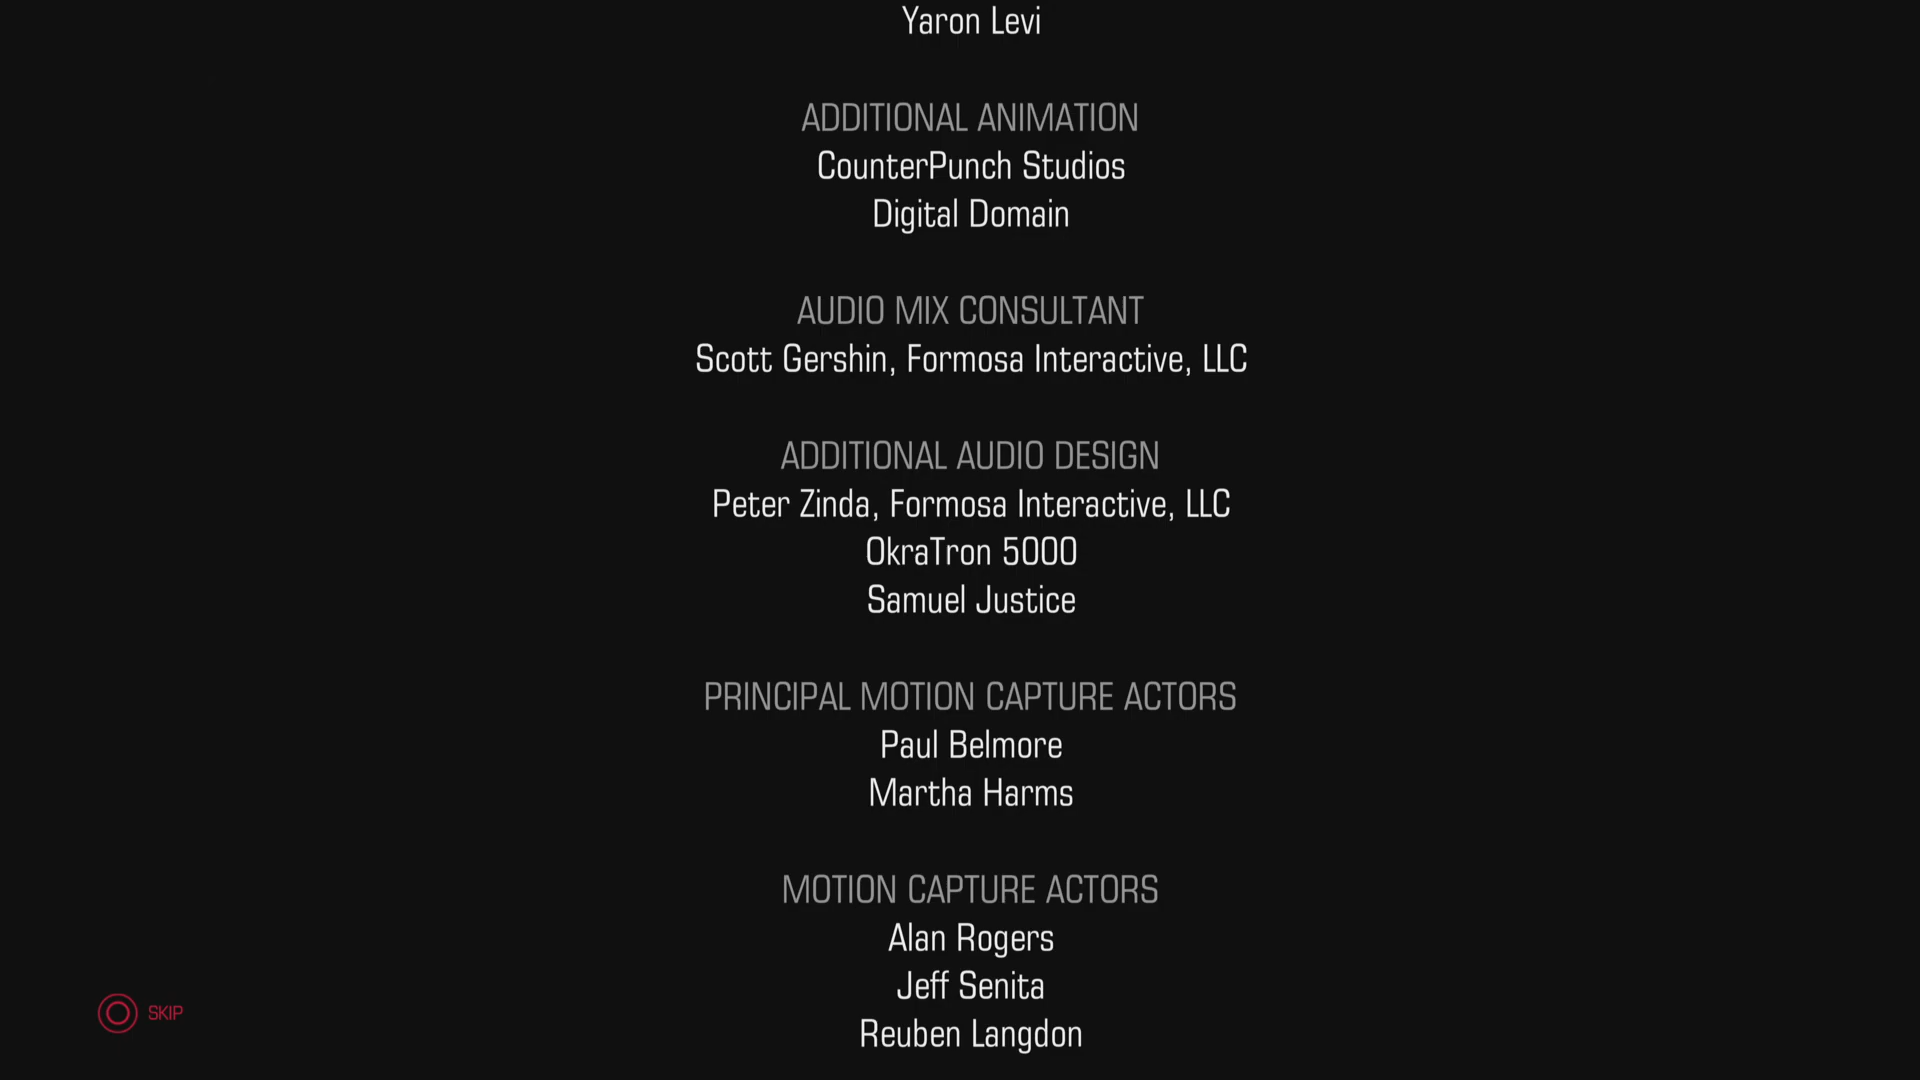 Yaron Levi
ADDITIONAL ANIMATION
CounterPunch Studios
Digital Domain
AUDIO MIX CONSULTANT
Scott Gershin, Formosa Interactive, LLC
ADDITIONAL AUDIO DESIGN
Peter Zinda, Formosa Interactive, LLC
OkraTron 5000
Samuel Justice
PRINCIPAL MOTION CAPTURE ACTORS
Paul Belmore
Martha Harms
MOTION CAPTURE ACTORS
Alan Rogers
Jeff Senita
SKIP
Reuben Langdon